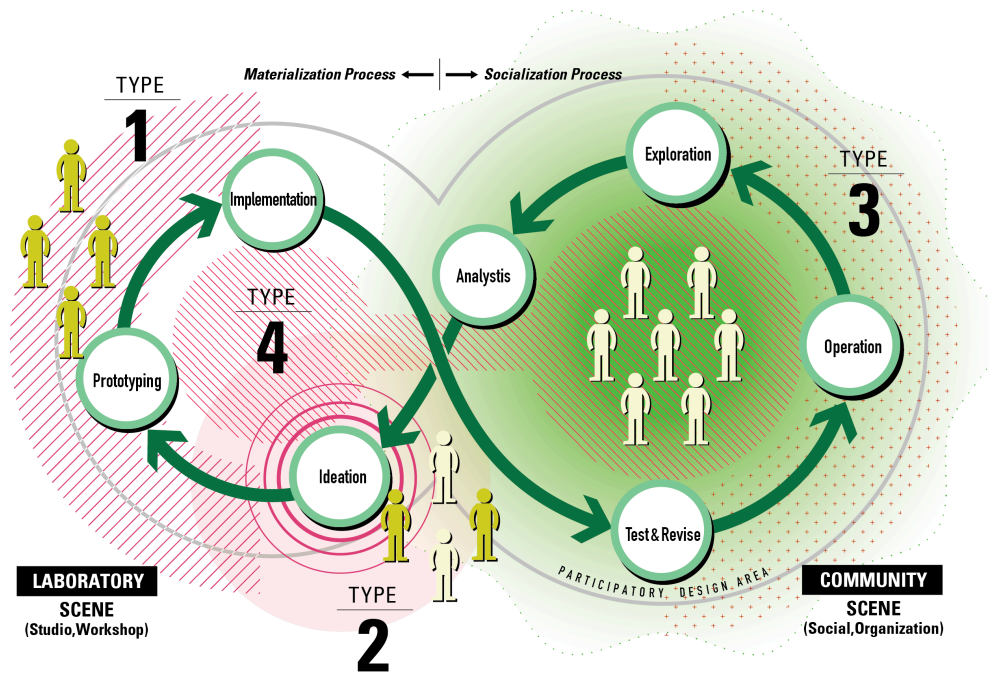 Materialization Process
Socialization Process
TYPE
1
Implementation
Exploration
TYPE
3
Analystis
TYPE
4
Prototyping
Operation
Ideation
Test & Revise
PARTICIPATORY DESIGN AREA
LABORATORY
SCENE
(Studio,Workshop)
TYPE
2
COMMUNITY
SCENE
(Social,Organization)